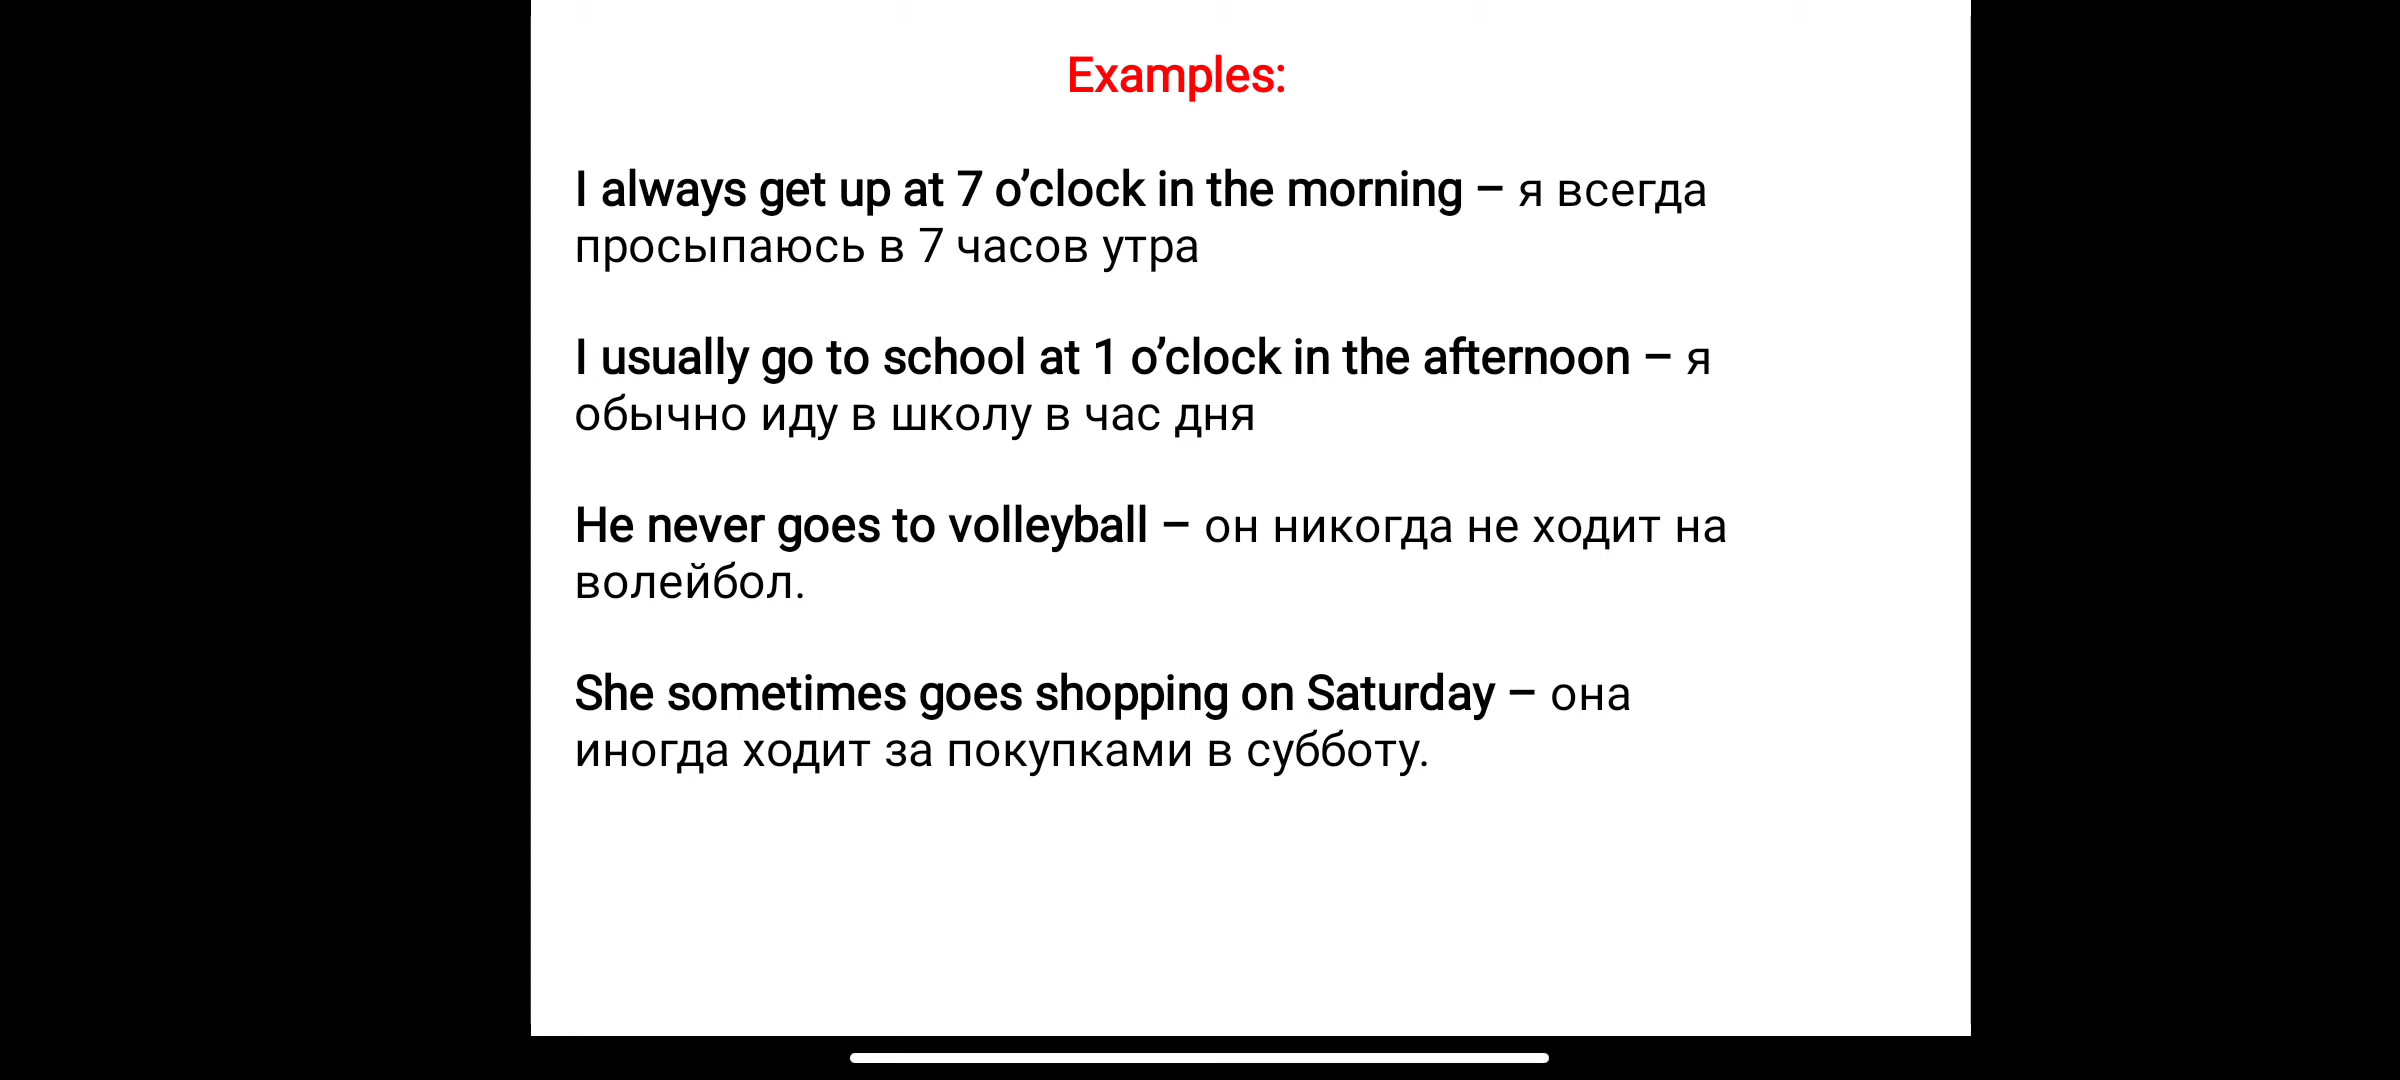 Examples:
I always get up at 7 o’clock in the morning – я всегда
просыпаюсь в 7 часов утра
I usually go to school at 1 o’clock in the afternoon – я
обычно иду в школу в час дня
He never goes to volleyball – он никогда не ходит на
волейбол.
She sometimes goes shopping on Saturday – она
иногда ходит за покупками в субботу.